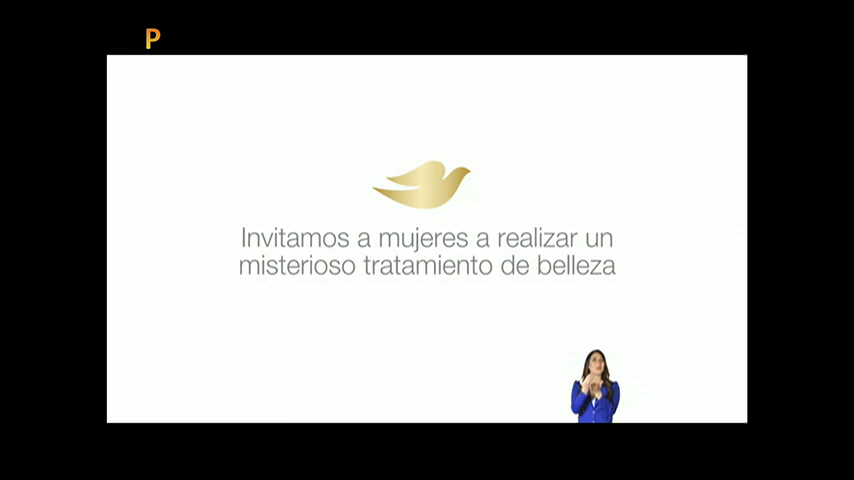 P
Invitamos a mujeres a realizar un
misterioso tratamiento de belleza